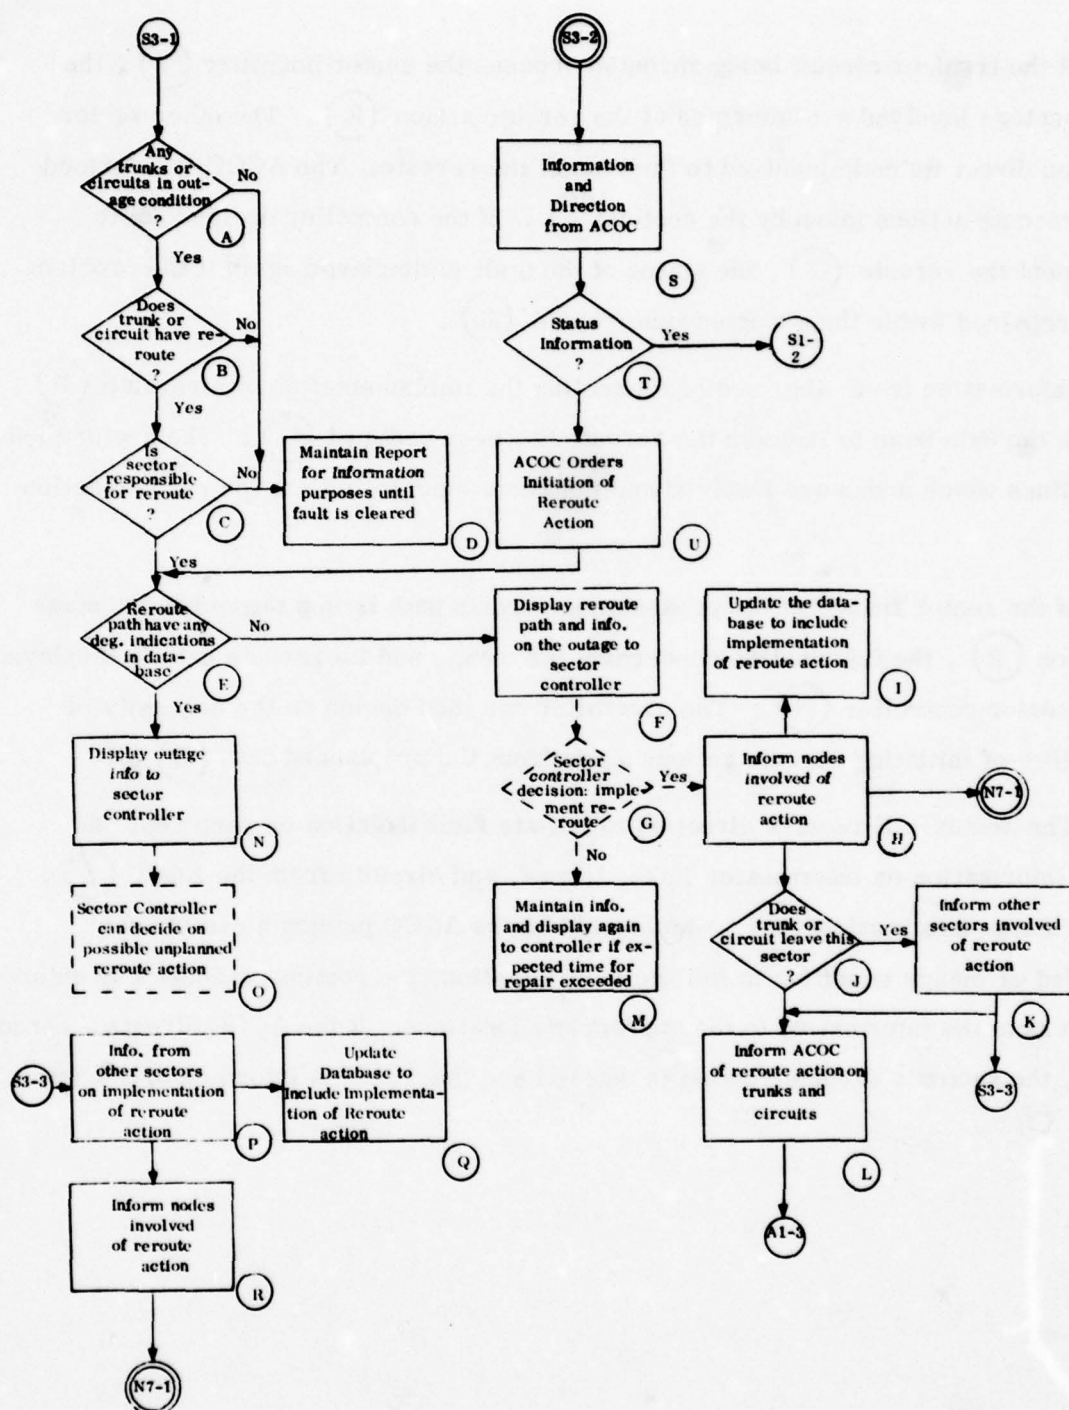 S3-1
Any
trunks or
circuits in out-
age condition
?
A
No
Yes
Does
trunk or
circuit have re-
route
?
B
No
Yes
Is
sector
responsible
for reroute
?
C
No
Yes
Maintain Report
for Information
purposes until
fault is cleared
D
S3-2
Information
and
Direction
from ACOC
S
Status
Information
?
T
Yes
S1-
2
ACOC Orders
Initiation of
Reroute
Action
U
Reroute
path have any
deg. indications
in data-
base
E
No
Yes
Display reroute
path and info.
on the outage to
sector
controller
F
Sector
controller
decision: imple
ment re-
route
G
Yes
No
Update the data-
base to include
implementation
of reroute action
I
Inform nodes
involved of
reroute
action
H
N7-1
Display outage
info to
sector
controller
N
Sector Controller
can decide on
possible unplanned
reroute action
O
Maintain info.
and display again
to controller if ex-
pected time for
repair exceeded
M
Does
trunk or
circuit leave this
sector
?
J
Yes
Inform other
sectors involved
of reroute
action
K
S3-3
Inform ACOC
of reroute action on
trunks and
circuits
L
A1-3
S3-3
Info. from
other sectors
on implementation
of reroute
action
P
Update
Database to
Include Implementa-
tion of Reroute
action
Q
Inform nodes
involved
of reroute
action
R
N7-1